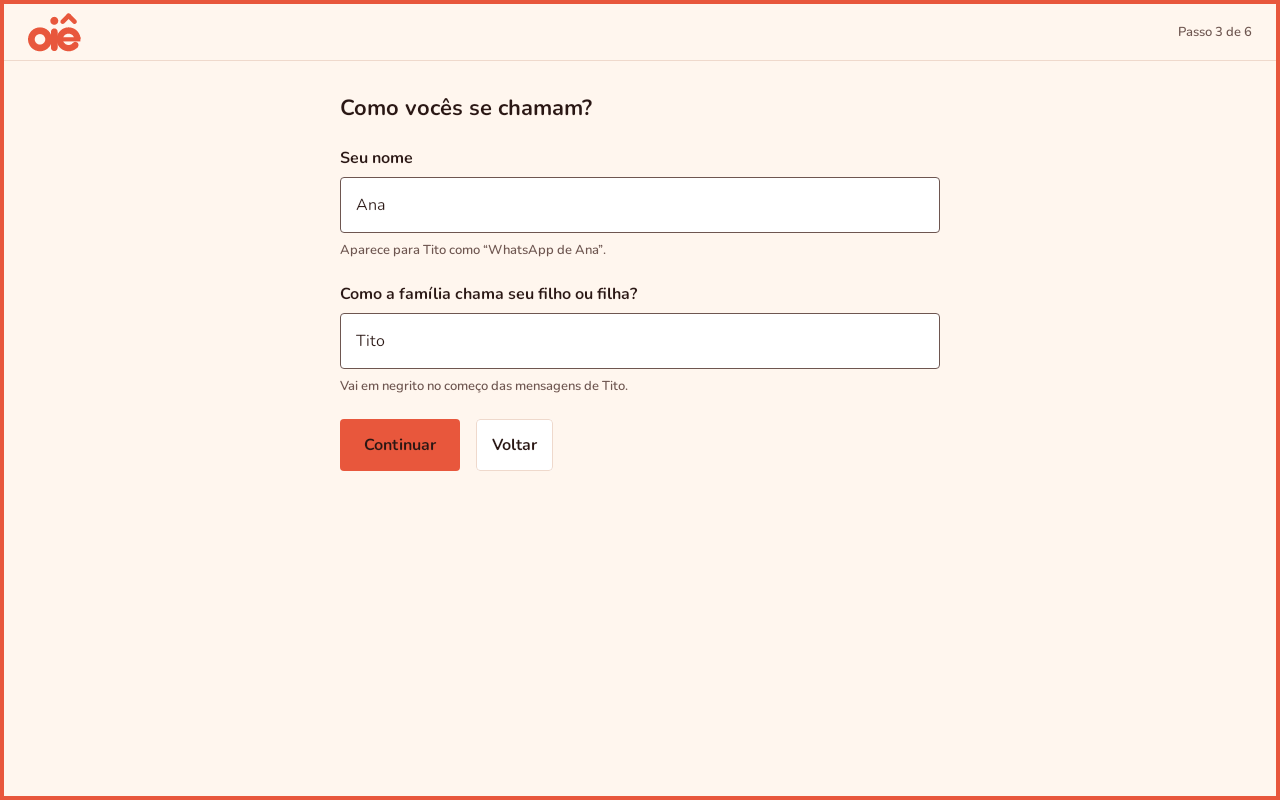 oiê
Passo 3 de 6
Como vocês se chamam?
Seu nome
Ana
Aparece para Tito como “WhatsApp de Ana”.
Como a família chama seu filho ou filha?
Tito
Vai em negrito no começo das mensagens de Tito.
Continuar
Voltar